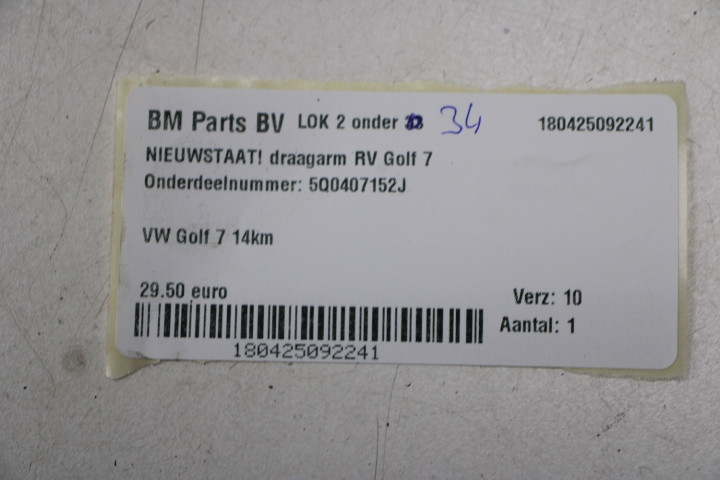 BM Parts BV LOK 2 onder 34 180425092241
NIEUWSTAAT! draagarm RV Golf 7
Onderdeelnummer: 5Q0407152J
VW Golf 7 14km
29.50 euro
Verz: 10
Aantal: 1
180425092241